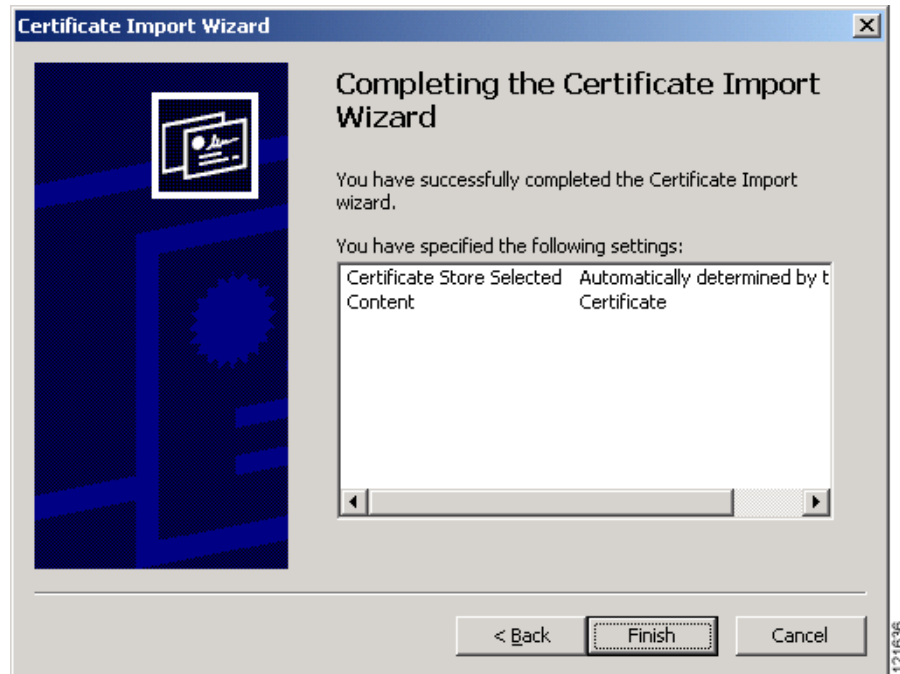 Certificate Import Wizard
Completing the Certificate Import
Wizard
You have successfully completed the Certificate Import
wizard.
You have specified the following settings:
Certificate Store Selected Automatically determined by t
Content Certificate
< Back Finish Cancel
121636